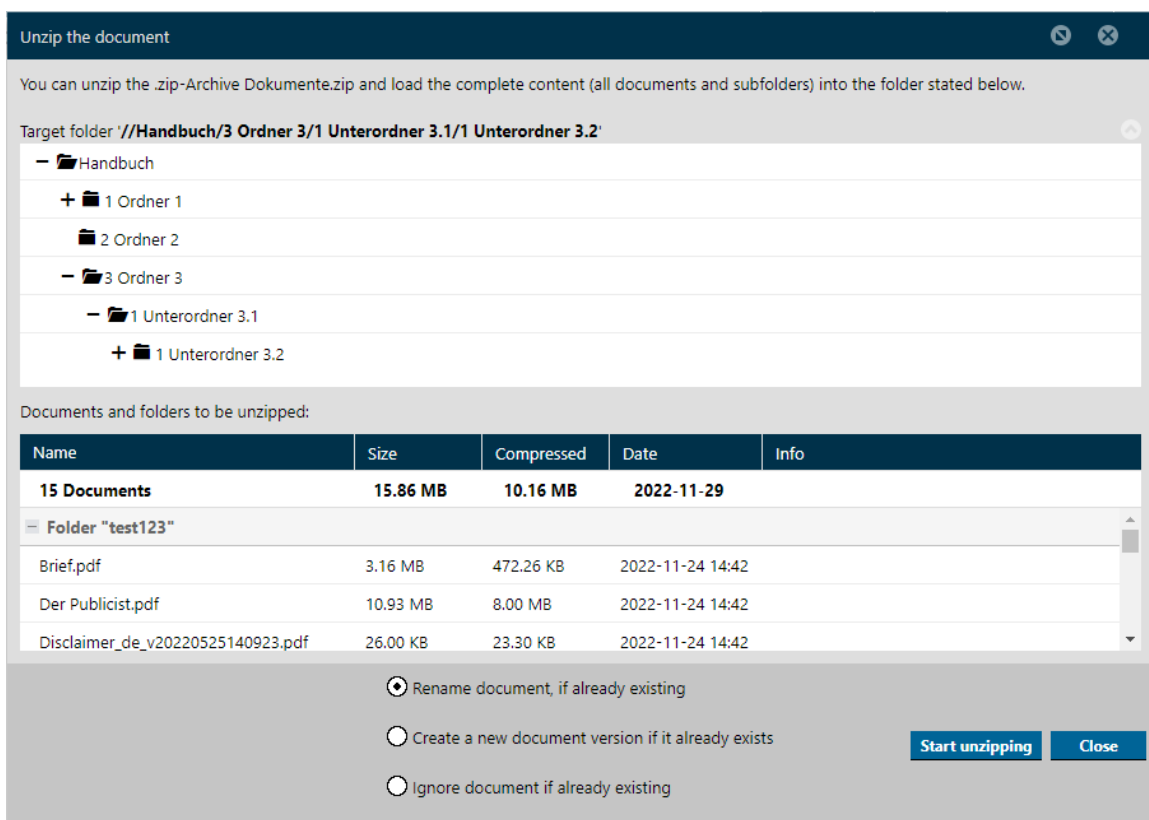 Unzip the document
You can unzip the .zip-Archive Dokumente.zip and load the complete content (all documents and subfolders) into the folder stated below.
Target folder '//Handbuch/3 Ordner 3/1 Unterordner 3.1/1 Unterordner 3.2'
Handbuch
1 Ordner 1
2 Ordner 2
3 Ordner 3
1 Unterordner 3.1
1 Unterordner 3.2
Documents and folders to be unzipped:
Name Size Compressed Date Info
15 Documents 15.86 MB 10.16 MB 2022-11-29
Folder "test123"
Brief.pdf 3.16 MB 472.26 KB 2022-11-24 14:42
Der Publicist.pdf 10.93 MB 8.00 MB 2022-11-24 14:42
Disclaimer_de_v20220525140923.pdf 26.00 KB 23.30 KB 2022-11-24 14:42
Rename document, if already existing
Create a new document version if it already exists
Start unzipping Close
Ignore document if already existing